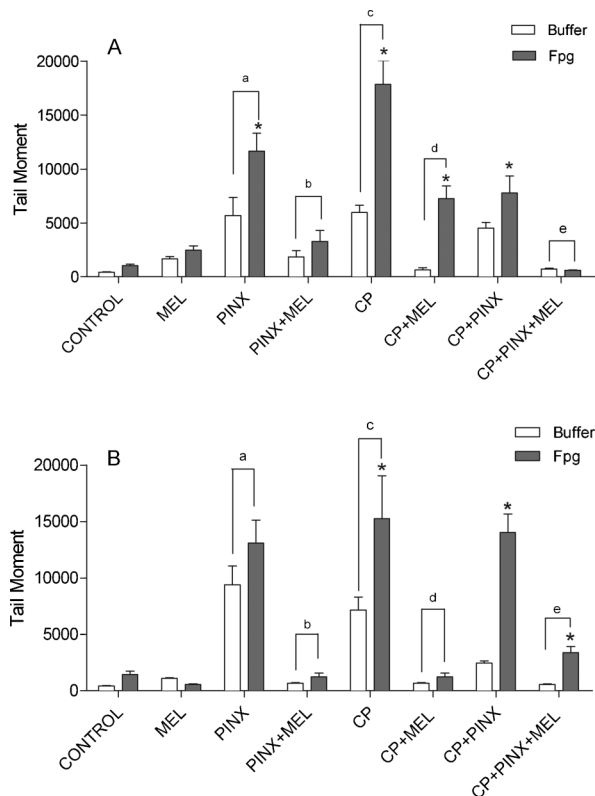 A
Buffer
Fpg
Tail Moment
20000
15000
10000
5000
0
a
*
b
c
*
d
*
*
e
CONTROL
MEL
PINX
PINX+MEL
CP
CP+MEL
CP+PINX
CP+PINX+MEL
B
Buffer
Fpg
Tail Moment
20000
15000
10000
5000
0
a
b
c
*
d
*
e
*
CONTROL
MEL
PINX
PINX+MEL
CP
CP+MEL
CP+PINX
CP+PINX+MEL